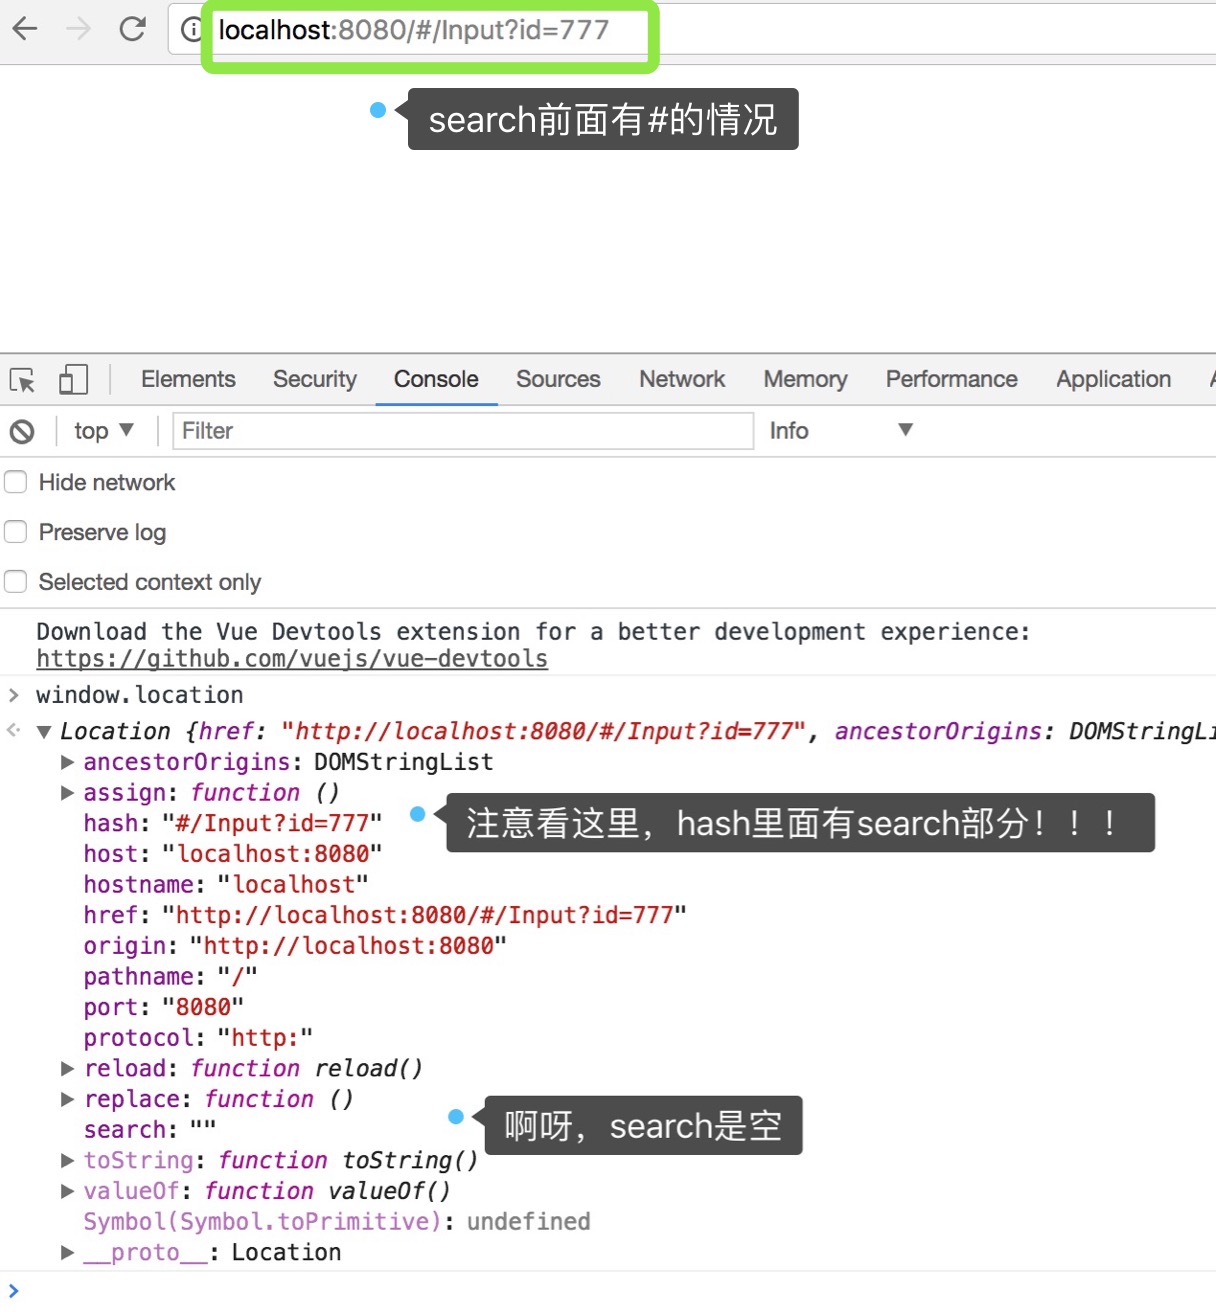 localhost:8080/#/Input?id=777
search前面有#的情况
Elements Security Console Sources Network Memory Performance Application
top Filter Info
Hide network
Preserve log
Selected context only
Download the Vue Devtools extension for a better development experience:
https://github.com/vuejs/vue-devtools
> window.location
Location {href: "http://localhost:8080/#/Input?id=777", ancestorOrigins: DOMStringLi
ancestorOrigins: DOMStringList
assign: function ()
hash: "#/Input?id=777" 注意看这里，hash里面有search部分！！！
host: "localhost:8080"
hostname: "localhost"
href: "http://localhost:8080/#/Input?id=777"
origin: "http://localhost:8080"
pathname: "/"
port: "8080"
protocol: "http:"
reload: function reload()
replace: function ()
search: "" 啊呀，search是空
toString: function toString()
valueOf: function valueOf()
Symbol(Symbol.toPrimitive): undefined
__proto__: Location
>